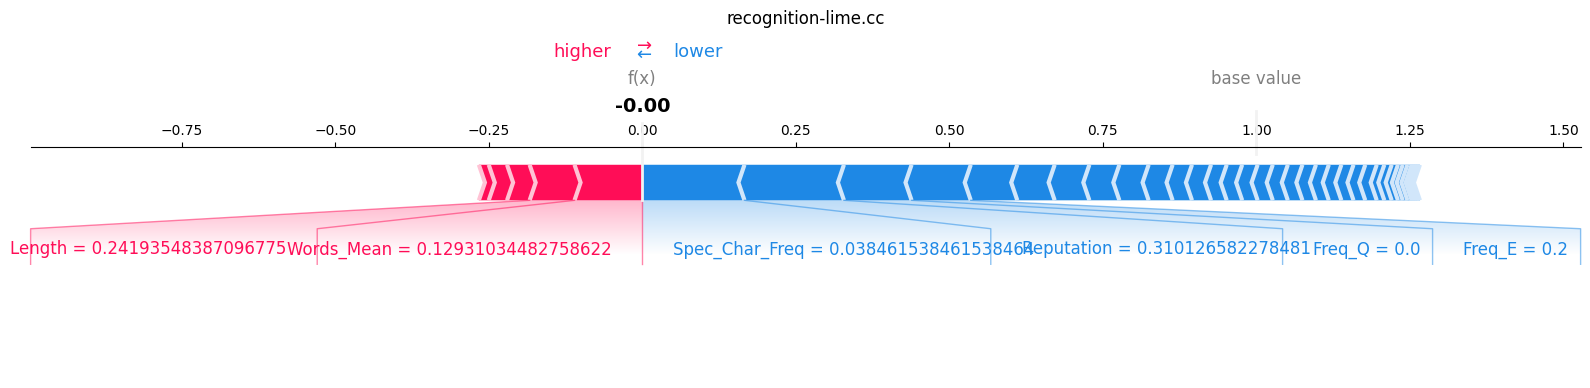 recognition-lime.cc
higher → ← lower
f(x) base value
-0.00
−0.75 −0.50 −0.25 0.00 0.25 0.50 0.75 1.00 1.25 1.50
Length = 0.24193548387096775 Words_Mean = 0.12931034482758622 Spec_Char_Freq = 0.038461538461538464 Reputation = 0.310126582278481 Freq_Q = 0.0 Freq_E = 0.2